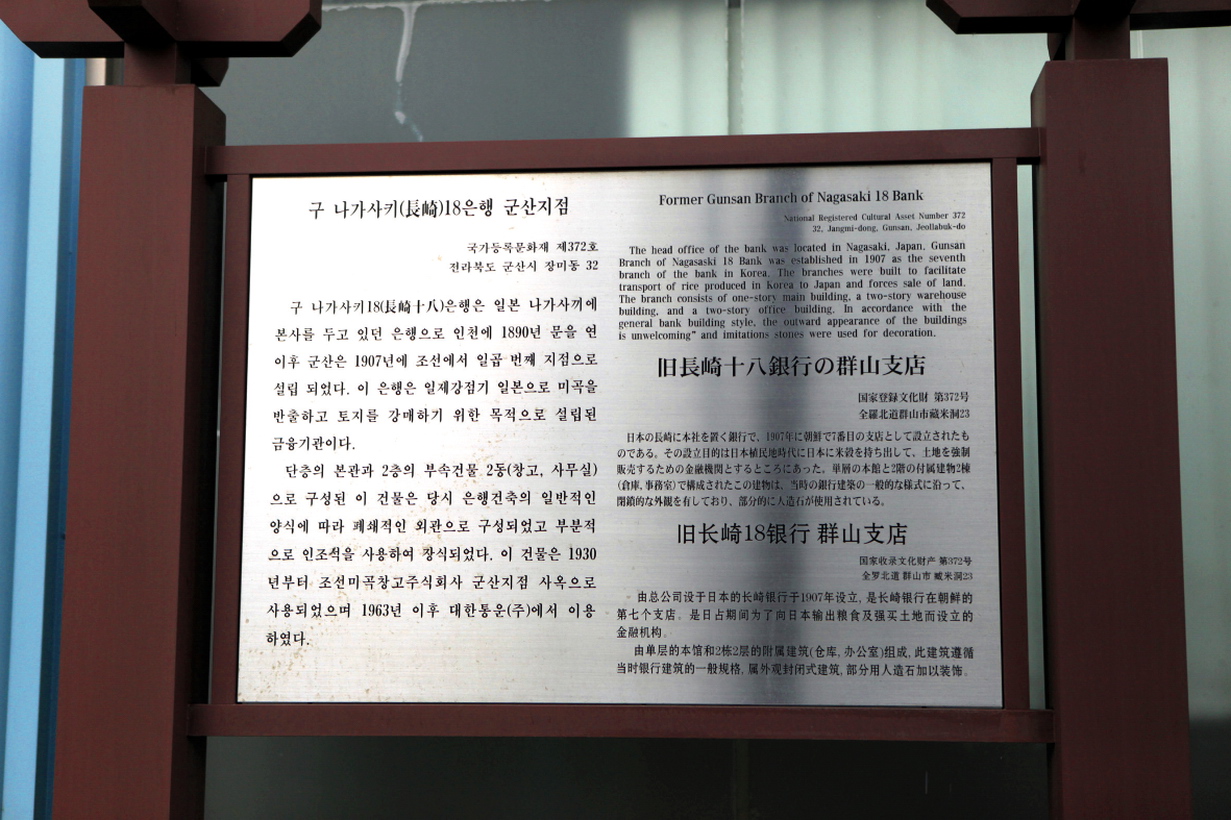 구 나가사키(長崎)18은행 군산지점
국가등록문화재 제372호
전라북도 군산시 장미동 32
구 나가사키18(長崎十八)은행은 일본 나가사끼에
본사를 두고 있던 은행으로 인천에 1890년 문을 연
이후 군산은 1907년에 조선에서 일곱 번째 지점으로
설립 되었다. 이 은행은 일제강점기 일본으로 미곡을
반출하고 토지를 강매하기 위한 목적으로 설립된
금융기관이다.
단층의 본관과 2층의 부속건물 2동(창고, 사무실)
으로 구성된 이 건물은 당시 은행건축의 일반적인
양식에 따라 폐쇄적인 외관으로 구성되었고 부분적
으로 인조석을 사용하여 장식되었다. 이 건물은 1930
년부터 조선미곡창고주식회사 군산지점 사옥으로
사용되었으며 1963년 이후 대한통운(주)에서 이용
하였다.
Former Gunsan Branch of Nagasaki 18 Bank
National Registered Cultural Asset Number 372
32, Jangmi-dong, Gunsan, Jeollabuk-do
The head office of the bank was located in Nagasaki, Japan, Gunsan
Branch of Nagasaski 18 Bank was established in 1907 as the seventh
branch of the bank in Korea. The branches were built to facilitate
transport of rice produced in Korea to Japan and forces sale of land.
The branch consists of one-story main building, a two-story warehouse
building, and a two-story office building. In accordance with the
general bank building style, the outward appearance of the buildings
is unwelcoming" and imitations stones were used for decoration.
旧長崎十八銀行の群山支店
国家登録文化財 第372号
全羅北道群山市藏米洞23
日本の長崎に本社を置く銀行で、1907年に朝鮮で7番目の支店として設立されたも
のである。その設立目的は日本植民地時代に日本に米穀を持ち出して、土地を強制
販売するための金融機関とするところにあった。単層の本館と2階の付属建物2棟
(倉庫, 事務室)で構成されたこの建物は、当時の銀行建築の一般的な様式に沿って、
閉鎖的な外観を有しており、部分的に人造石が使用されている。
旧长崎18银行 群山支店
国家收录文化财产 第372号
全罗北道 群山市 臧米洞23
由总公司设于日本的长崎银行于1907年设立, 是长崎银行在朝鲜的
第七个支店。是日占期间为了向日本输出粮食及强买土地而设立的
金融机构。
由单层的本馆和2栋2层的附属建筑(仓库, 办公室)组成, 此建筑遵循
当时银行建筑的一般规格, 属外观封闭式建筑, 部分用人造石加以装饰。